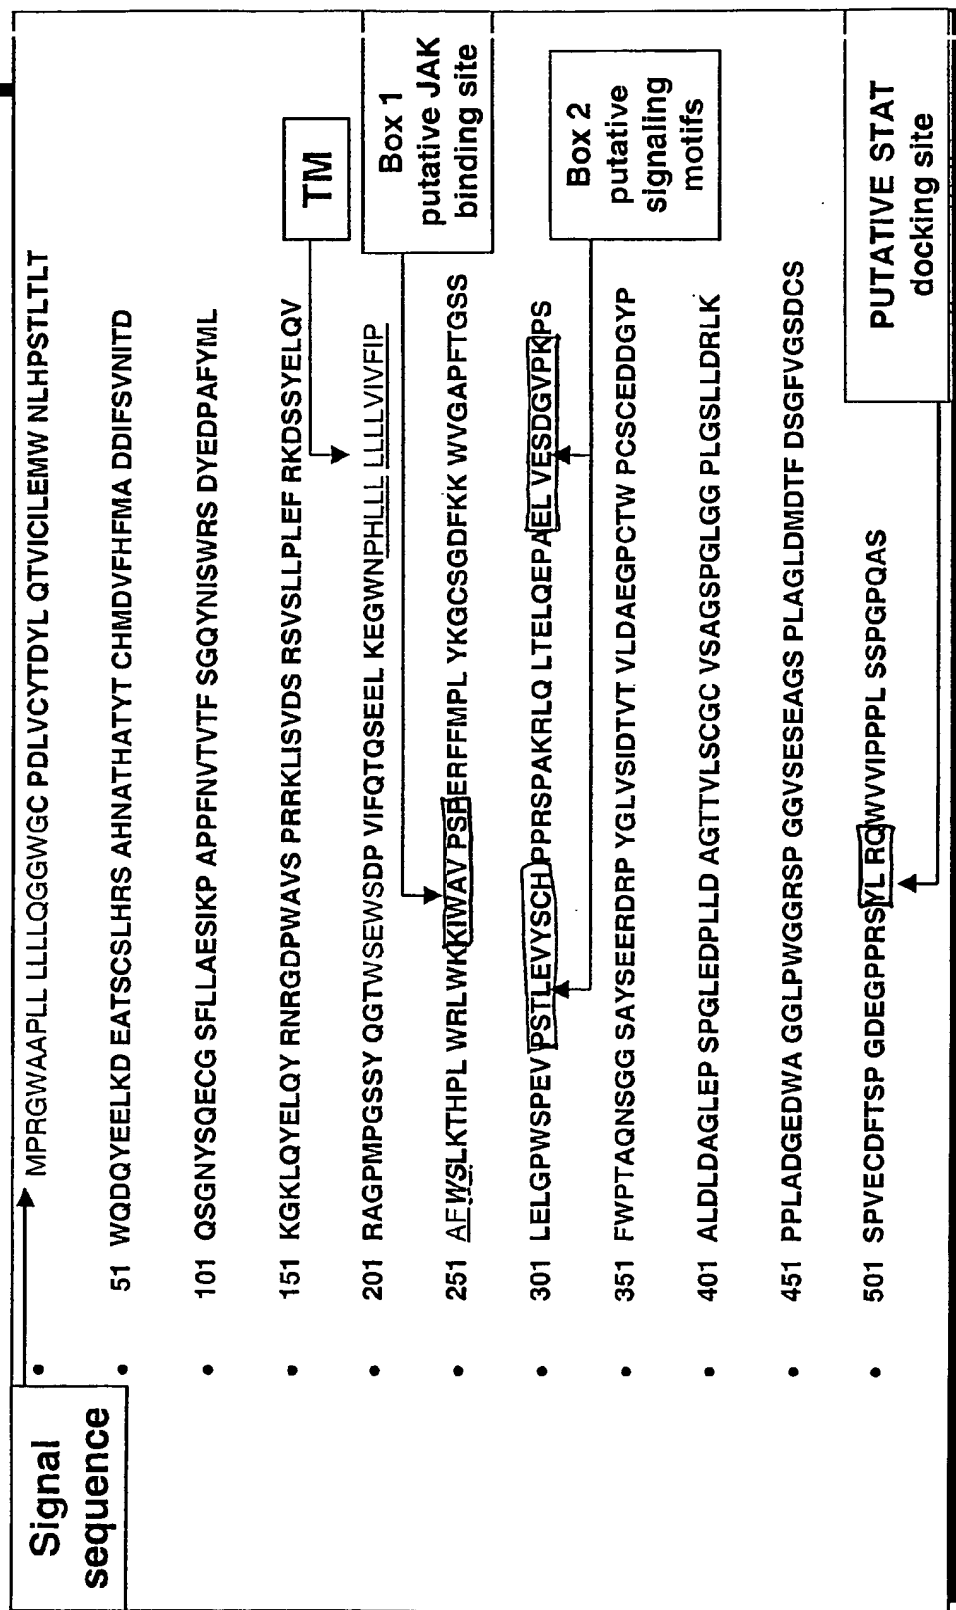 Signal
sequence
• MPRGWAAPLL LLLLQGGWGC PDLVCYTDYL QTVICILEMW NLHPSTLTLT
• 51 WQDQYEELKD EATSCSLHRS AHNATHATYT CHMDVFHFMA DDIFSVNITD
• 101 QSGNYSQECG SFLLAESIKP APPFNVTVTF SGQYNISWRS DYEDPAFYML
• 151 KGKLQYELQY RNRGDPWAVS PRRKLISVDS RSVSLLPLEF RKDSSYELQV
TM
• 201 RAGPMPGSSY QGTWSEWSDP VIFQTQSEEL KEGWNPHLLL LLLLVIVFIP
Box 1
putative JAK
binding site
• 251 AFWSLKTHPL WRLWKKIWAV PSPERFFMPL YKGCSGDFKK WVGAPFTGSS
• 301 LELGPWSPEV PSTLEVYSCH PPRSPAKRLQ LTELQEPAEL VESDGVPKPS
Box 2
putative
signaling
motifs
• 351 FWPTAQNSGG SAYSEERDRP YGLVSIDTVT VLDAEGPCTW PCSCEDDGYP
• 401 ALDLDAGLEP SPGLEDPLLD AGTTVLSCGC VSAGSPGLGG PLGSLLDRLK
• 451 PPLADGEDWA GGLPWGGRSP GGVSESEAGS PLAGLDMDTF DSGFVGSDCS
• 501 SPVECDFTSP GDEGPPRSYL RQWVVIPPPL SSPGPQAS
PUTATIVE STAT
docking site